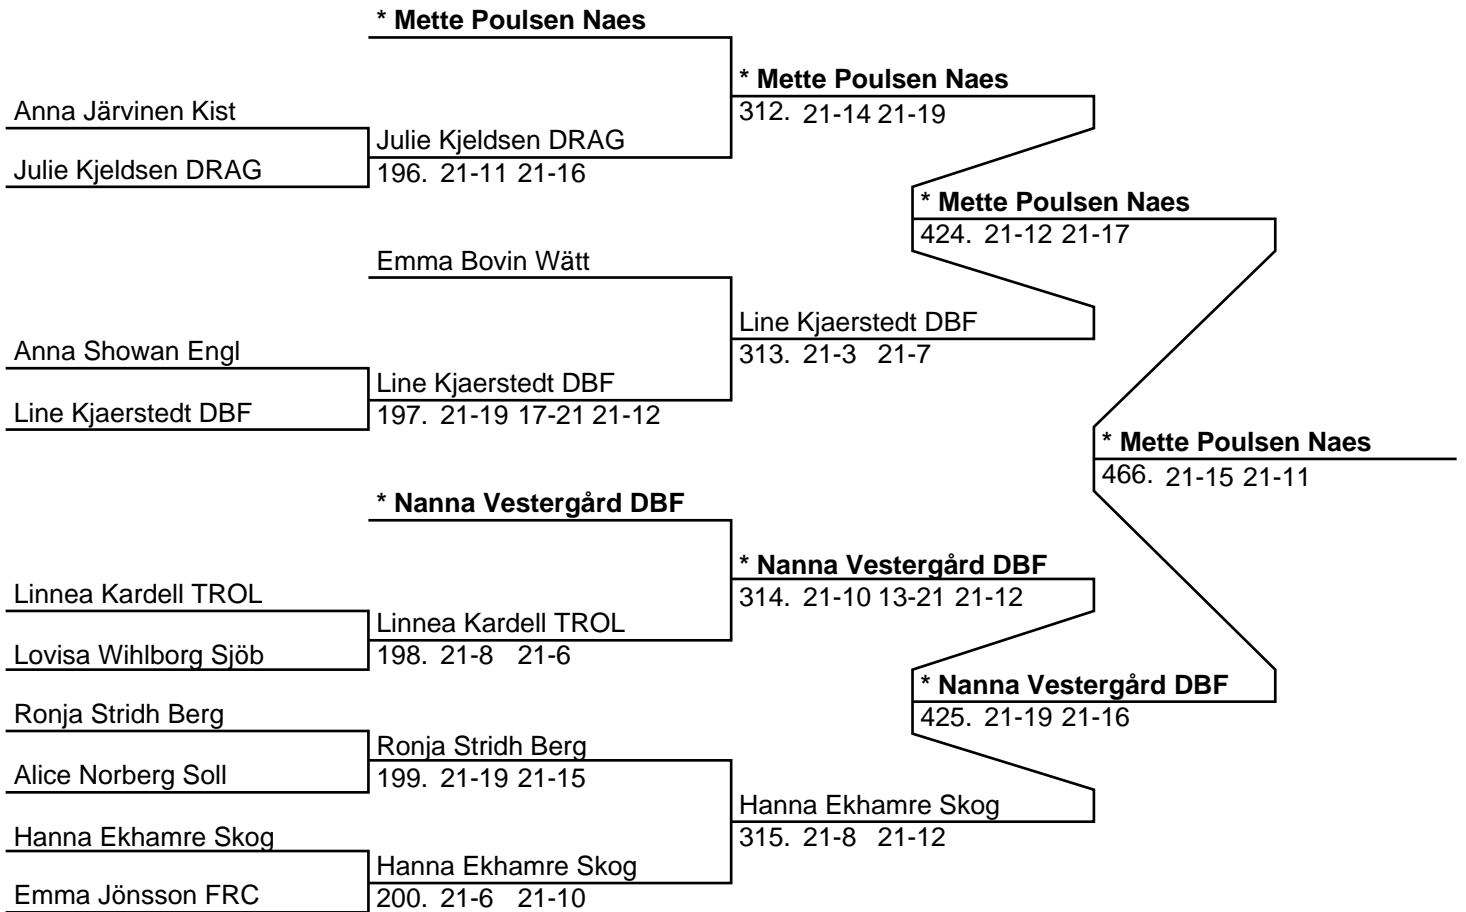 * Mette Poulsen Naes
* Mette Poulsen Naes
Anna Järvinen Kist
312. 21-14 21-19
Julie Kjeldsen DRAG
Julie Kjeldsen DRAG
196. 21-11 21-16
* Mette Poulsen Naes
424. 21-12 21-17
Emma Bovin Wätt
Line Kjaerstedt DBF
Anna Showan Engl
313. 21-3 21-7
Line Kjaerstedt DBF
Line Kjaerstedt DBF
197. 21-19 17-21 21-12
* Mette Poulsen Naes
466. 21-15 21-11
* Nanna Vestergård DBF
* Nanna Vestergård DBF
Linnea Kardell TROL
314. 21-10 13-21 21-12
Linnea Kardell TROL
Lovisa Wihlborg Sjöb
198. 21-8 21-6
* Nanna Vestergård DBF
Ronja Stridh Berg
425. 21-19 21-16
Ronja Stridh Berg
Alice Norberg Soll
199. 21-19 21-15
Hanna Ekhamre Skog
Hanna Ekhamre Skog
315. 21-8 21-12
Hanna Ekhamre Skog
Emma Jönsson FRC
200. 21-6 21-10